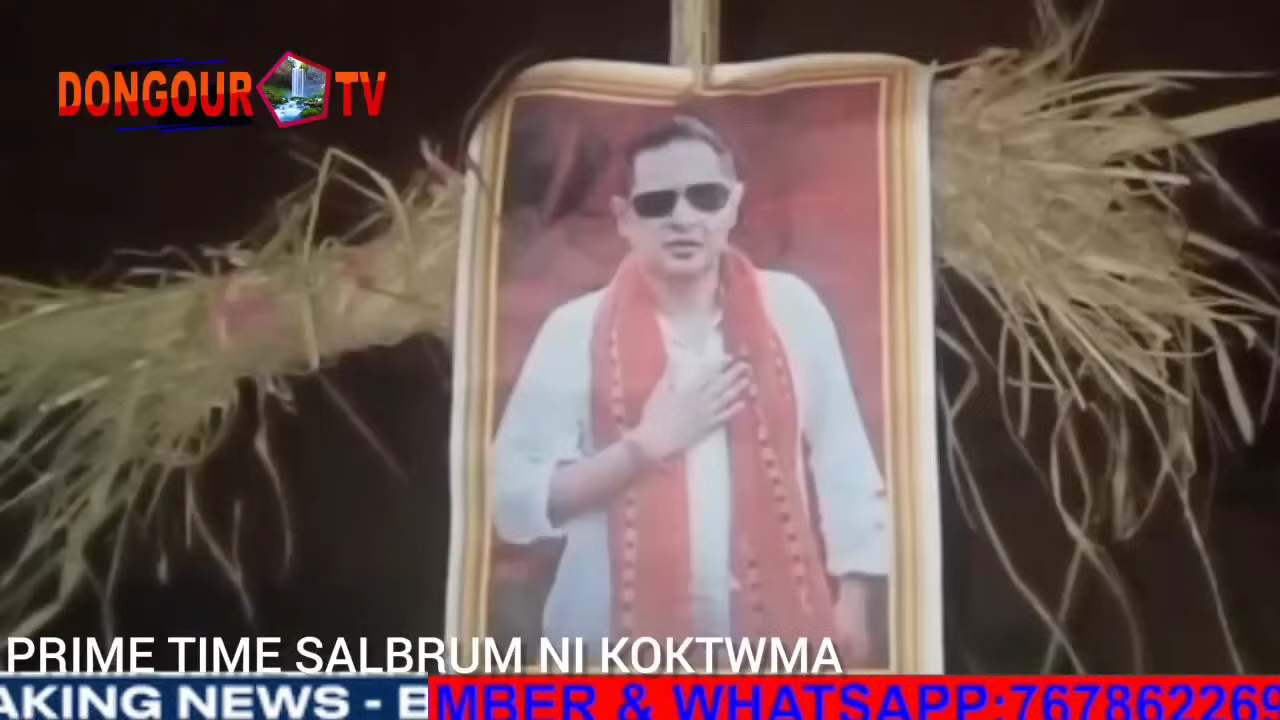 DONGOUR TV
PRIME TIME SALBRUM NI KOKTWMA
AKING NEWS - B
MBER & WHATSAPP:767862269